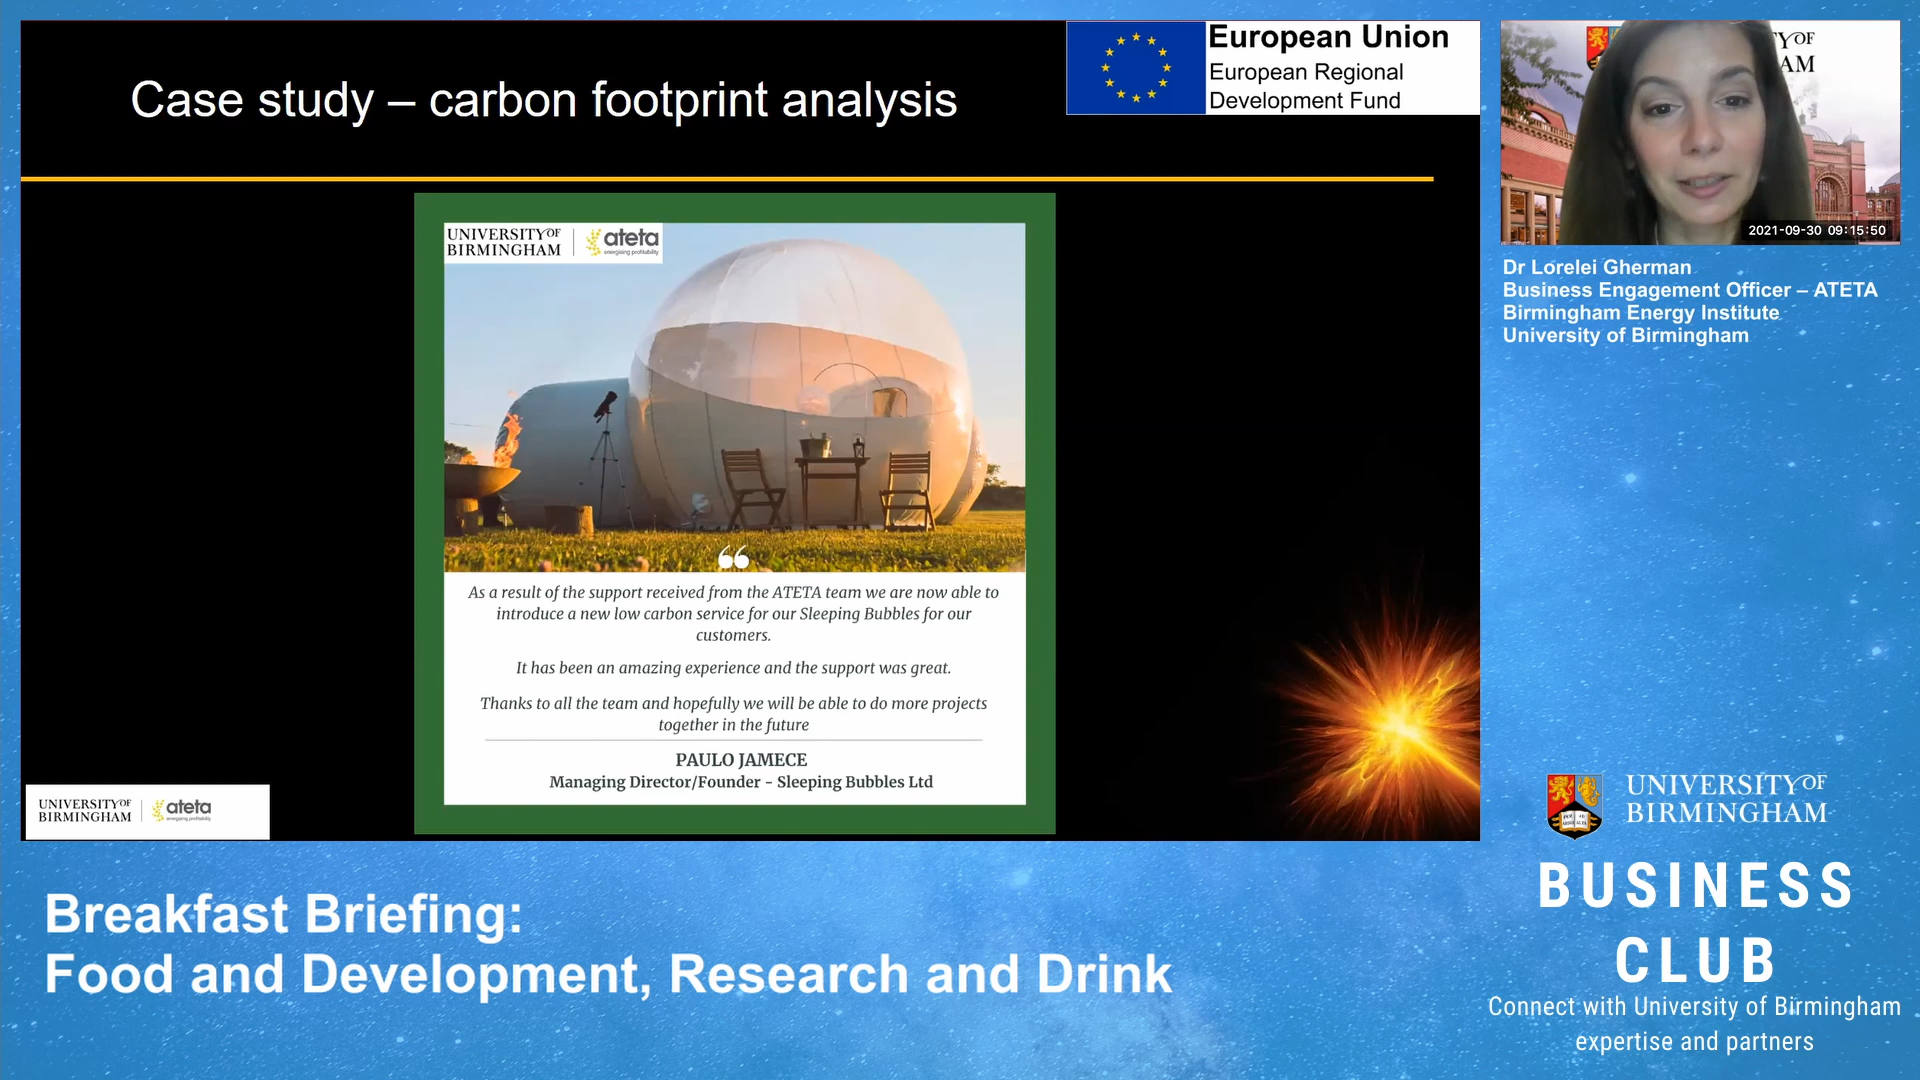 Case study – carbon footprint analysis
European Union
European Regional
Development Fund
UNIVERSITY OF
BIRMINGHAM
ateta
energising profitability
As a result of the support received from the ATETA team we are now able to
introduce a new low carbon service for our Sleeping Bubbles for our
customers.
It has been an amazing experience and the support was great.
Thanks to all the team and hopefully we will be able to do more projects
together in the future
PAULO JAMECE
Managing Director/Founder - Sleeping Bubbles Ltd
UNIVERSITY OF
BIRMINGHAM
ateta
energising profitability
YOF
AM
2021-09-30 09:15:50
Dr Lorelei Gherman
Business Engagement Officer – ATETA
Birmingham Energy Institute
University of Birmingham
Breakfast Briefing:
Food and Development, Research and Drink
UNIVERSITY OF
BIRMINGHAM
BUSINESS
CLUB
Connect with University of Birmingham
expertise and partners